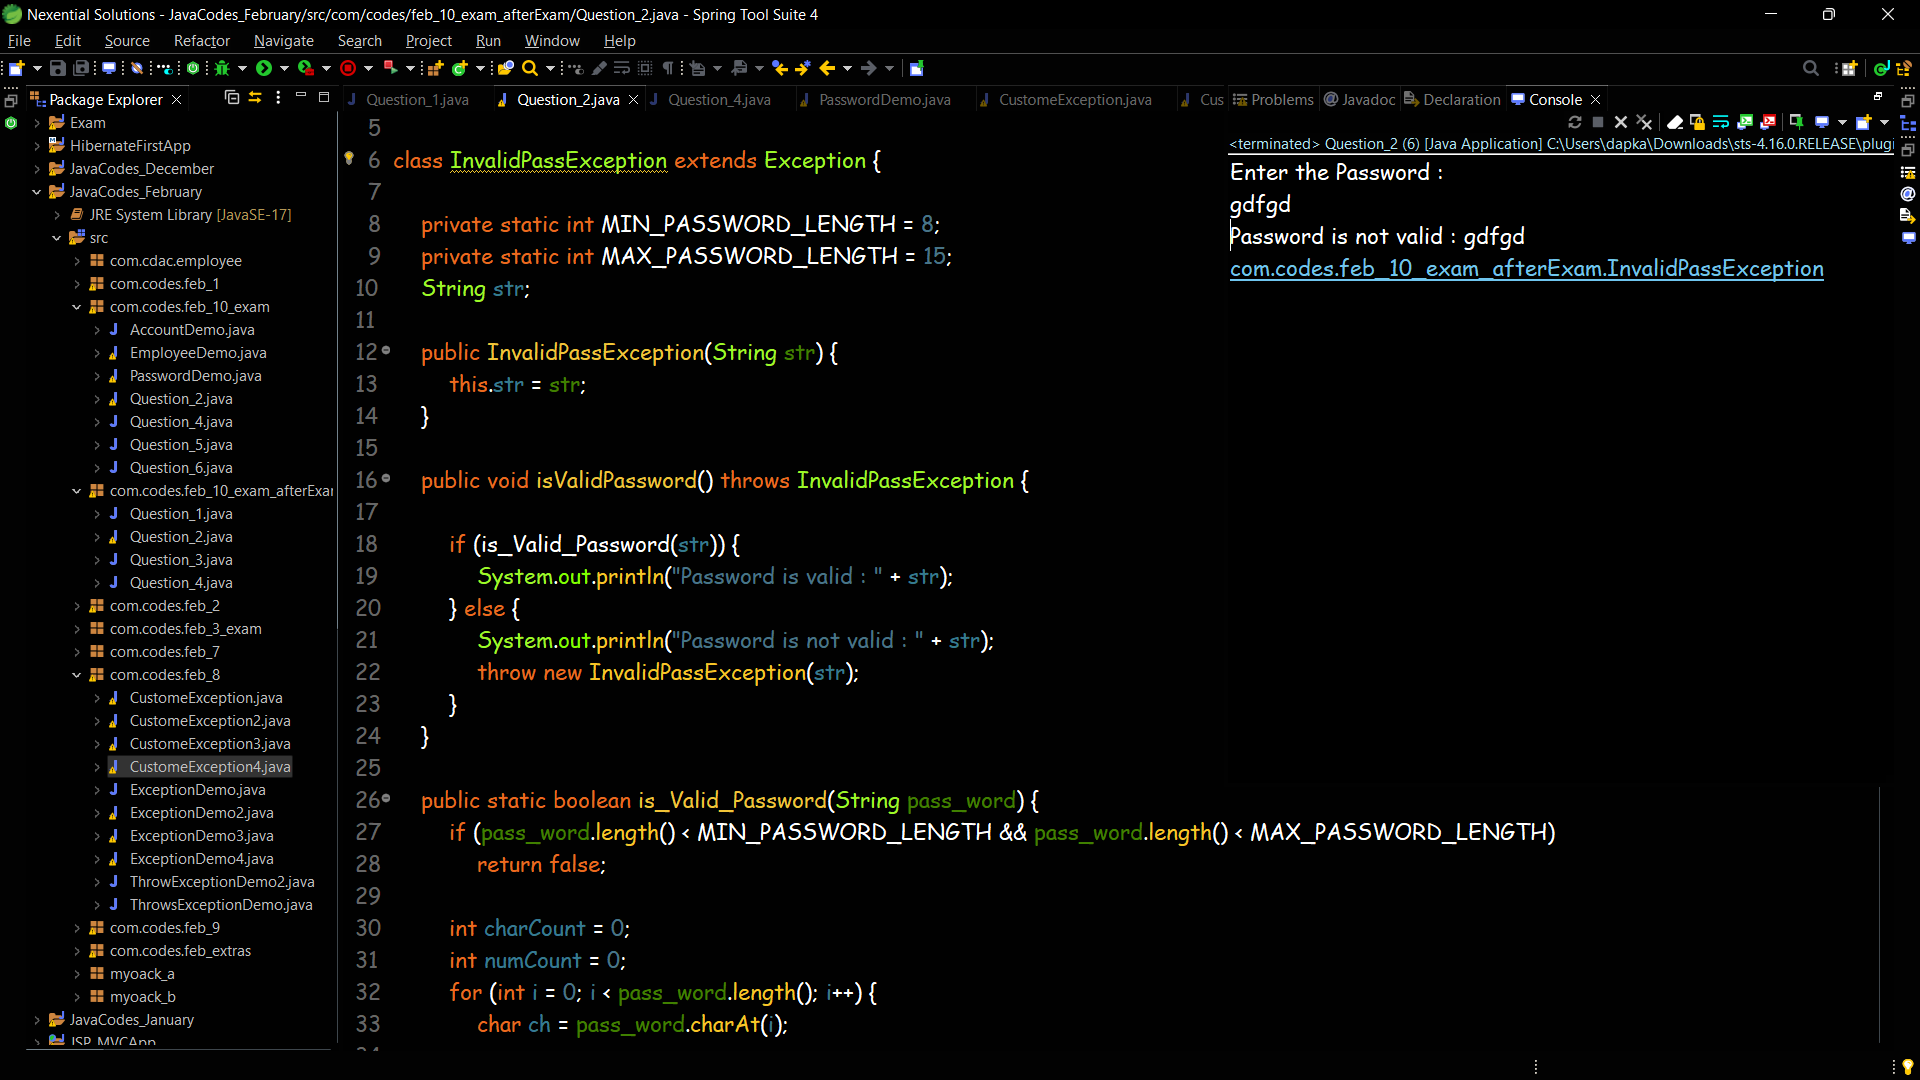 Nexential Solutions - JavaCodes_February/src/com/codes/feb_10_exam_afterExam/Question_2.java - Spring Tool Suite 4
File Edit Source Refactor Navigate Search Project Run Window Help
Package Explorer
Exam
HibernateFirstApp
JavaCodes_December
JavaCodes_February
JRE System Library [JavaSE-17]
src
com.cdac.employee
com.codes.feb_1
com.codes.feb_10_exam
AccountDemo.java
EmployeeDemo.java
PasswordDemo.java
Question_2.java
Question_4.java
Question_5.java
Question_6.java
com.codes.feb_10_exam_afterExar
Question_1.java
Question_2.java
Question_3.java
Question_4.java
com.codes.feb_2
com.codes.feb_3_exam
com.codes.feb_7
com.codes.feb_8
CustomeException.java
CustomeException2.java
CustomeException3.java
CustomeException4.java
ExceptionDemo.java
ExceptionDemo2.java
ExceptionDemo3.java
ExceptionDemo4.java
ThrowExceptionDemo2.java
ThrowsExceptionDemo.java
com.codes.feb_9
com.codes.feb_extras
myoack_a
myoack_b
JavaCodes_January
JSP_MVCApp
Question_1.java Question_2.java Question_4.java PasswordDemo.java CustomeException.java Cus
5
6 class InvalidPassException extends Exception {
7
8 private static int MIN_PASSWORD_LENGTH = 8;
9 private static int MAX_PASSWORD_LENGTH = 15;
10 String str;
11
12 public InvalidPassException(String str) {
13 this.str = str;
14 }
15
16 public void isValidPassword() throws InvalidPassException {
17
18 if (is_Valid_Password(str)) {
19 System.out.println("Password is valid : " + str);
20 } else {
21 System.out.println("Password is not valid : " + str);
22 throw new InvalidPassException(str);
23 }
24 }
25
26 public static boolean is_Valid_Password(String pass_word) {
27 if (pass_word.length() < MIN_PASSWORD_LENGTH && pass_word.length() < MAX_PASSWORD_LENGTH)
28 return false;
29
30 int charCount = 0;
31 int numCount = 0;
32 for (int i = 0; i < pass_word.length(); i++) {
33 char ch = pass_word.charAt(i);
Problems Javadoc Declaration Console
<terminated> Question_2 (6) [Java Application] C:\Users\dapka\Downloads\sts-4.16.0.RELEASE\plugi
Enter the Password :
gdfgd
Password is not valid : gdfgd
com.codes.feb_10_exam_afterExam.InvalidPassException